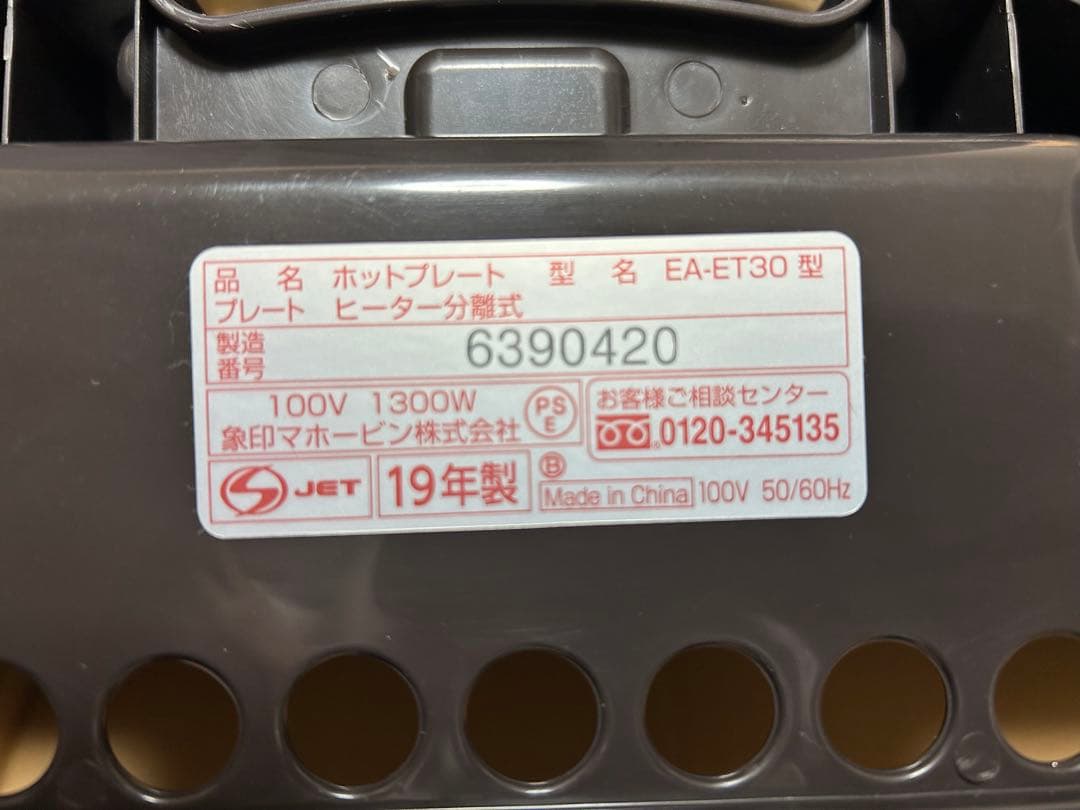 品 名 ホットプレート 型 名 EA-ET30 型
プレート ヒーター分離式
製造番号 6390420
100V 1300W
象印マホービン株式会社
PSE
お客様ご相談センター
0120-345135
JET
19年製
B
Made in China 100V 50/60Hz